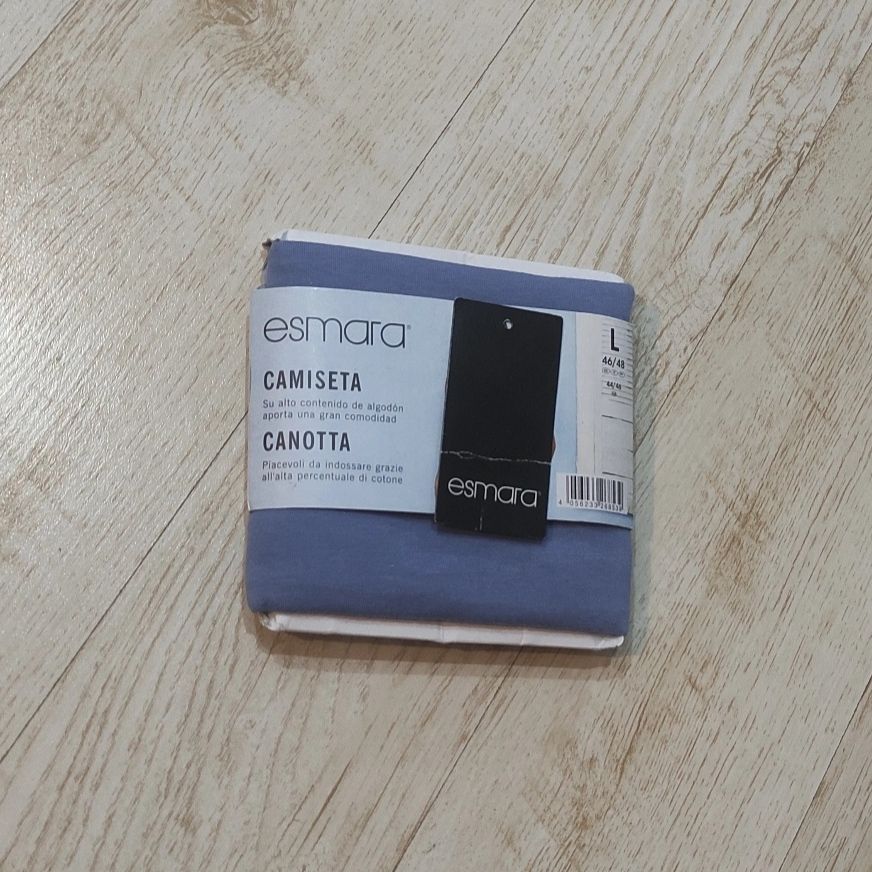 esmara®
CAMISETA
Su alto contenido de algodón
aporta una gran comodidad
CANOTTA
Piacevoli da indossare grazie
all'alta percentuale di cotone
esmara®
L
46/48
44/46